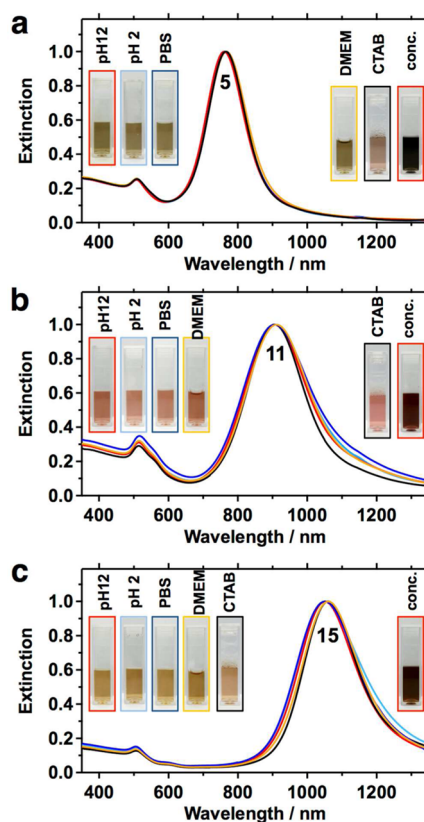 a
pH12
pH 2
PBS
DMEM
CTAB
conc.
Extinction
1.0
0.8
0.6
0.4
0.2
0.0
5
400 600 800 1000 1200
Wavelength / nm
b
pH12
pH 2
PBS
DMEM
CTAB
conc.
Extinction
1.0
0.8
0.6
0.4
0.2
0.0
11
400 600 800 1000 1200
Wavelength / nm
c
pH12
pH 2
PBS
DMEM
CTAB
conc.
Extinction
1.0
0.8
0.6
0.4
0.2
0.0
15
400 600 800 1000 1200
Wavelength / nm